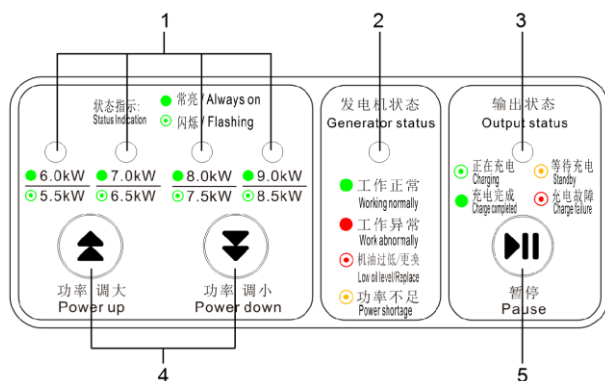 1 2 3
状态指示:
Status Indication
常亮 / Always on
闪烁 / Flashing
6.0kW 7.0kW 8.0kW 9.0kW
5.5kW 6.5kW 7.5kW 8.5kW
功率 调大
Power up
功率 调小
Power down
发电机状态
Generator status
工作正常
Working normally
工作异常
Work abnormally
机油过低/更换
Low oil level/Replace
功率不足
Power shortage
输出状态
Output status
正在充电
Charging
等待充电
Standby
充电完成
Charge completed
充电故障
Charge failure
暂停
Pause
4 5